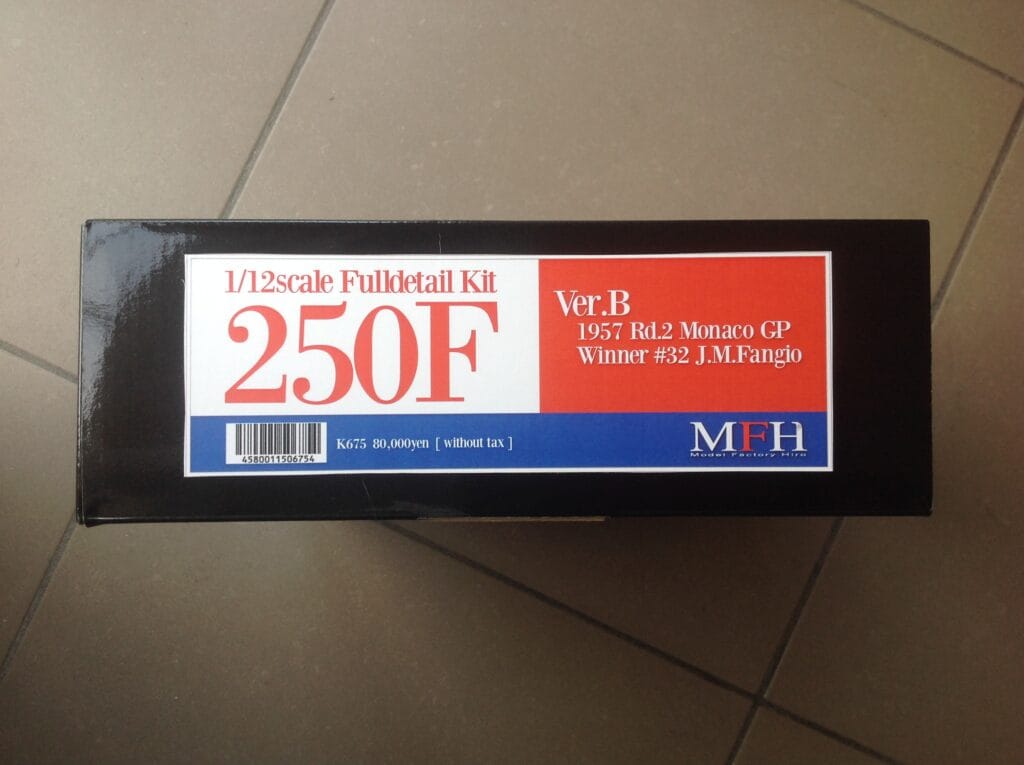 1/12scale Fulldetail Kit
250F
Ver.B
1957 Rd.2 Monaco GP
Winner #32 J.M.Fangio
4580011506754
K675 80,000yen [ without tax ]
MFH
Model Factory Hiro